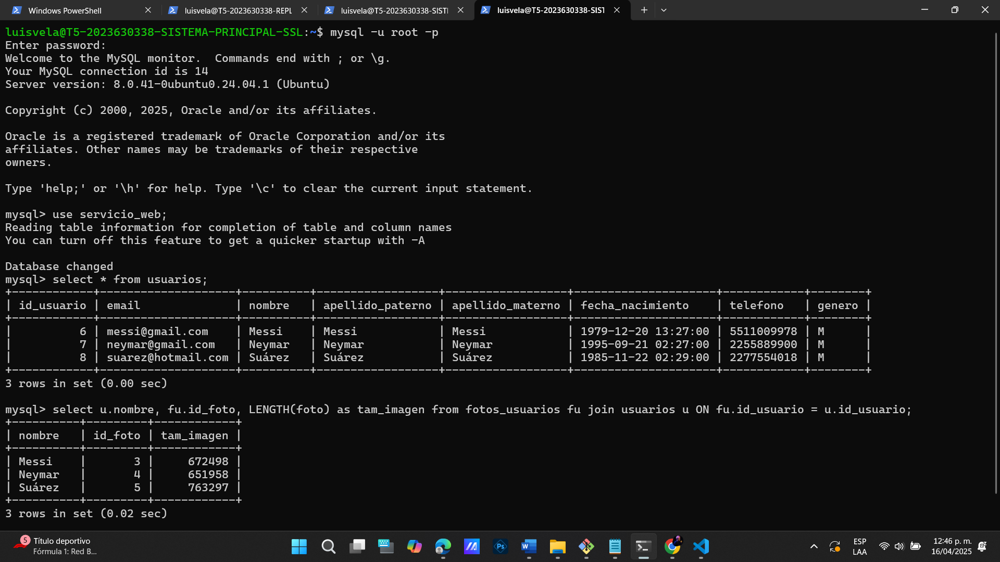 Windows PowerShell
luisvela@T5-2023630338-REPL
luisvela@T5-2023630338-SISTI
luisvela@T5-2023630338-SIST
luisvela@T5-2023630338-SISTEMA-PRINCIPAL-SSL:~$ mysql -u root -p
Enter password:
Welcome to the MySQL monitor.  Commands end with ; or \g.
Your MySQL connection id is 14
Server version: 8.0.41-0ubuntu0.24.04.1 (Ubuntu)
Copyright (c) 2000, 2025, Oracle and/or its affiliates.
Oracle is a registered trademark of Oracle Corporation and/or its
affiliates. Other names may be trademarks of their respective
owners.
Type 'help;' or '\h' for help. Type '\c' to clear the current input statement.
mysql> use servicio_web;
Reading table information for completion of table and column names
You can turn off this feature to get a quicker startup with -A
Database changed
mysql> select * from usuarios;
+------------+--------------------+----------+------------------+------------------+---------------------+------------+--------+
| id_usuario | email              | nombre   | apellido_paterno | apellido_materno | fecha_nacimiento    | telefono   | genero |
+------------+--------------------+----------+------------------+------------------+---------------------+------------+--------+
|          6 | messi@gmail.com    | Messi    | Messi            | Messi            | 1979-12-20 13:27:00 | 5511009978 | M      |
|          7 | neymar@gmail.com   | Neymar   | Neymar           | Neymar           | 1995-09-21 02:27:00 | 2255889900 | M      |
|          8 | suarez@hotmail.com | Suárez   | Suárez           | Suárez           | 1985-11-22 02:29:00 | 2277554018 | M      |
+------------+--------------------+----------+------------------+------------------+---------------------+------------+--------+
3 rows in set (0.00 sec)
mysql> select u.nombre, fu.id_foto, LENGTH(foto) as tam_imagen from fotos_usuarios fu join usuarios u ON fu.id_usuario = u.id_usuario;
+----------+---------+------------+
| nombre   | id_foto | tam_imagen |
+----------+---------+------------+
| Messi    |       3 |     672498 |
| Neymar   |       4 |     651958 |
| Suárez   |       5 |     763297 |
+----------+---------+------------+
3 rows in set (0.02 sec)
5
Título deportivo
Fórmula 1: Red B...
Ps
W
ESP
LAA
12:46 p. m.
16/04/2025